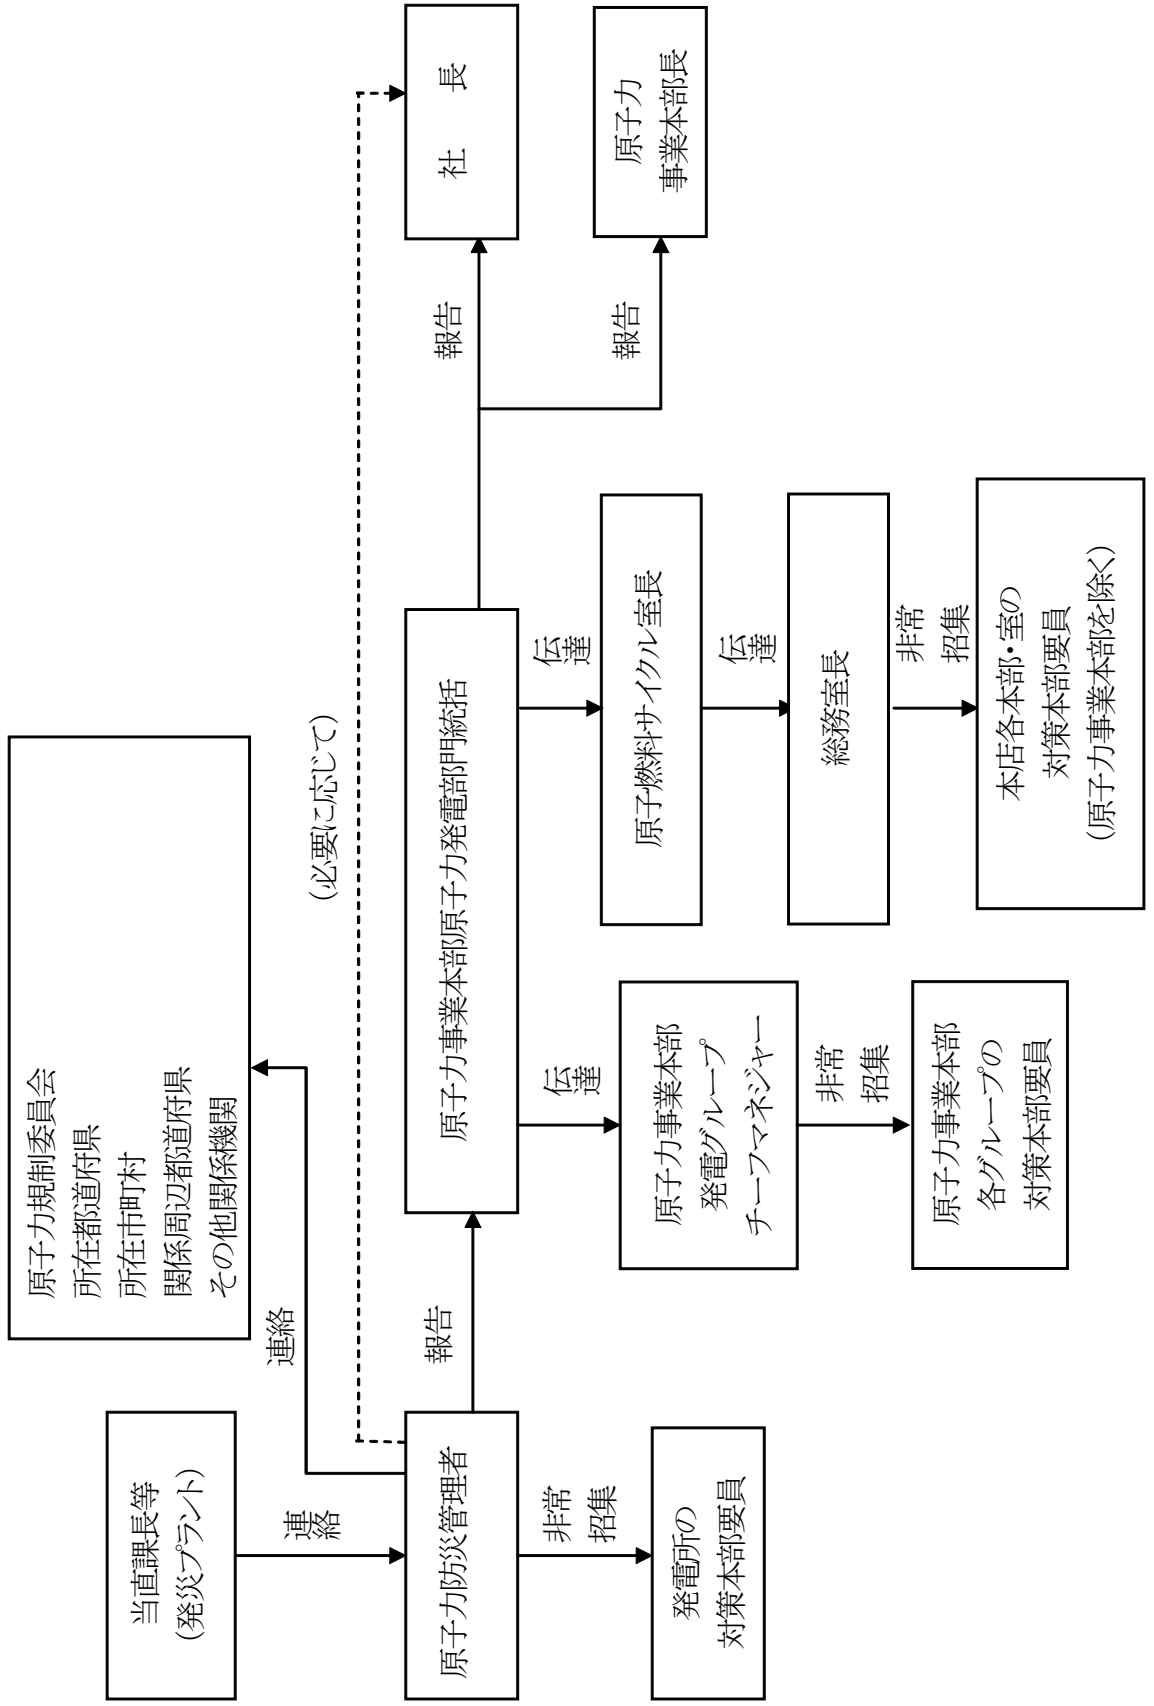 当直課長等
(発災プラント)
連
絡
原子力防災管理者
非常
招集
発電所の
対策本部要員
連絡
原子力規制委員会
所在都道府県
所在市町村
関係周辺都道府県
その他関係機関
(必要に応じて)
報告
原子力事業本部原子力発電部門統括
伝
達
原子力事業本部
発電グループ
チーフマネジャー
非常
招集
原子力事業本部
各グループの
対策本部要員
伝
達
原子燃料サイクル室長
伝
達
総務室長
非常
招集
本店各本部・室の
対策本部要員
(原子力事業本部を除く)
報告
社　長
報告
原子力
事業本部長